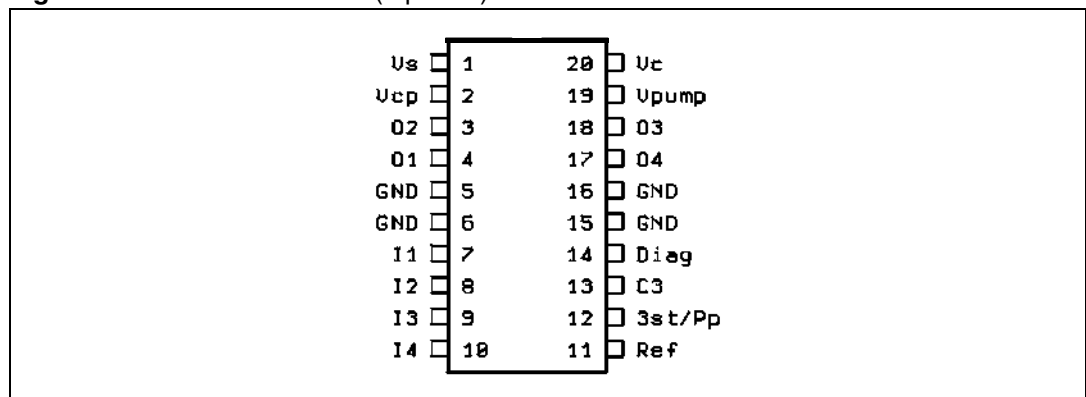 Vs 1 20 Vc
Vcp 2 19 Vpump
O2 3 18 O3
O1 4 17 O4
GND 5 16 GND
GND 6 15 GND
I1 7 14 Diag
I2 8 13 C3
I3 9 12 3st/Pp
I4 10 11 Ref